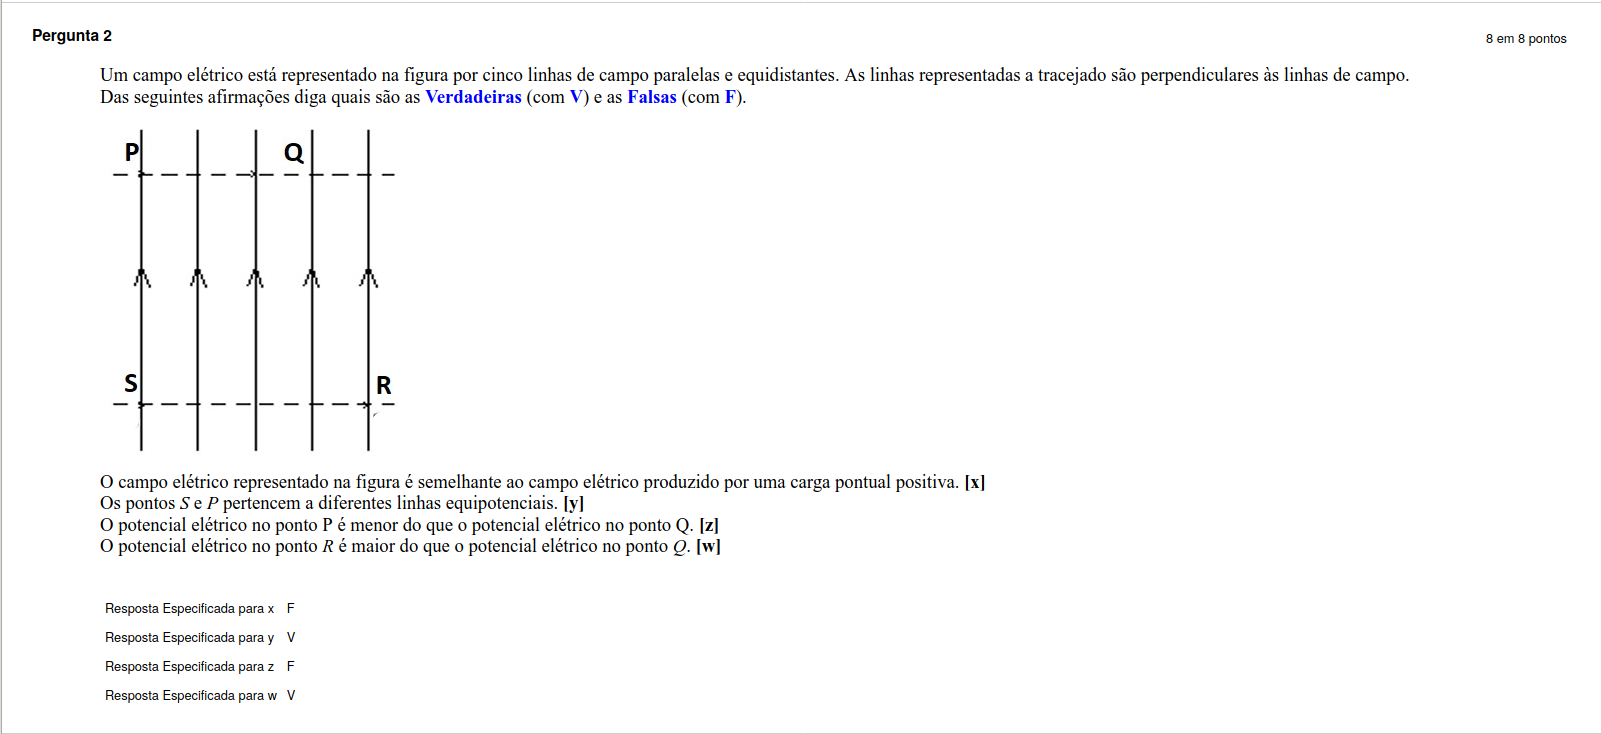 Pergunta 2
8 em 8 pontos
Um campo elétrico está representado na figura por cinco linhas de campo paralelas e equidistantes. As linhas representadas a tracejado são perpendiculares às linhas de campo.
Das seguintes afirmações diga quais são as Verdadeiras (com V) e as Falsas (com F).
P
Q
S
R
O campo elétrico representado na figura é semelhante ao campo elétrico produzido por uma carga pontual positiva. [x]
Os pontos S e P pertencem a diferentes linhas equipotenciais. [y]
O potencial elétrico no ponto P é menor do que o potencial elétrico no ponto Q. [z]
O potencial elétrico no ponto R é maior do que o potencial elétrico no ponto Q. [w]
Resposta Especificada para x F
Resposta Especificada para y V
Resposta Especificada para z F
Resposta Especificada para w V